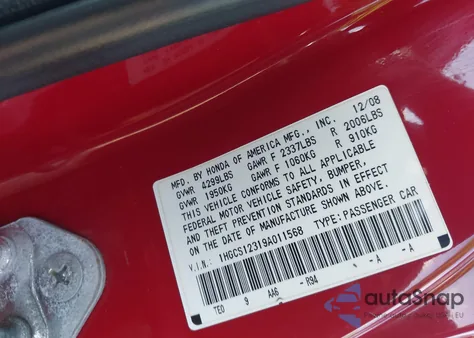 MFD. BY HONDA OF AMERICA MFG., INC. 12/08
GVWR 4299LBS GAWR F 2337LBS R 2006LBS
GVWR 1950KG GAWR F 1060KG R 910KG
THIS VEHICLE CONFORMS TO ALL APPLICABLE
FEDERAL MOTOR VEHICLE SAFETY, BUMPER,
AND THEFT PREVENTION STANDARDS IN EFFECT
ON THE DATE OF MANUFACTURE SHOWN ABOVE.
V.I.N.: 1HGCS12319A011568 TYPE:PASSENGER CAR
TE0 9 AA6 -R94 -A -A
autoSnap